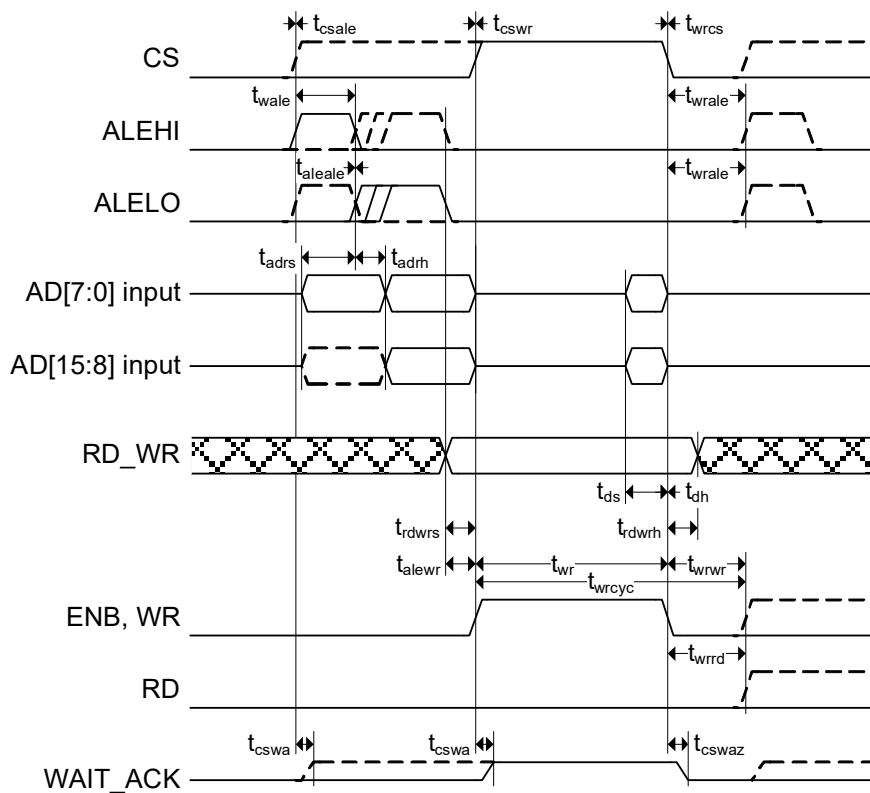 tcsale tcswr twrcs
CS
twale twrale
ALEHI
taleale twrale
ALELO
tadrs tadrh
AD[7:0] input
AD[15:8] input
RD_WR
tds tdh
trdwrs trdwrh
talewr twr twrwr
twrcyc
ENB, WR
twrrd
RD
tcswa tcswa tcswaz
WAIT_ACK